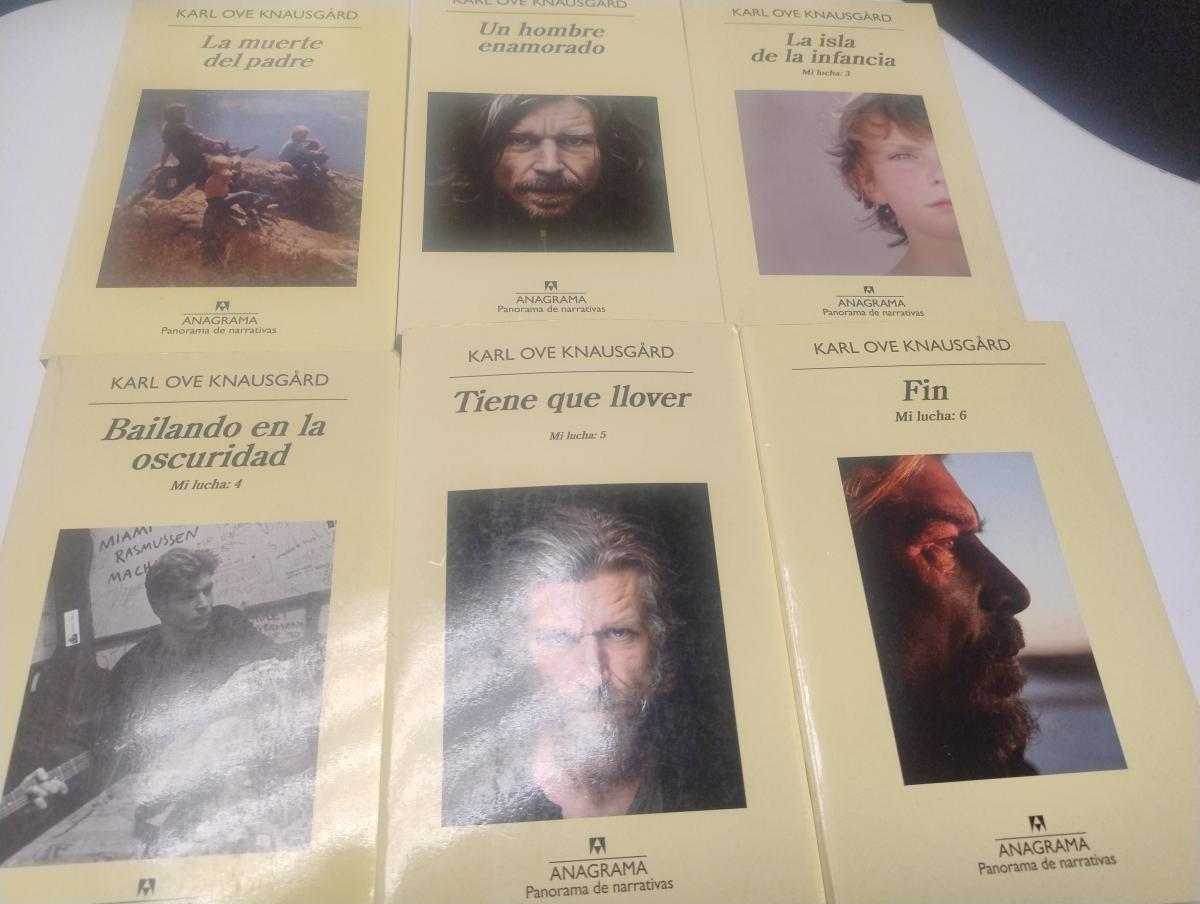 KARL OVE KNAUSGÅRD
La muerte
del padre
ANAGRAMA
Panorama de narrativas
KARL OVE KNAUSGÅRD
Un hombre
enamorado
ANAGRAMA
Panorama de narrativas
KARL OVE KNAUSGÅRD
La isla
de la infancia
Mi lucha: 3
ANAGRAMA
Panorama de narrativas
KARL OVE KNAUSGÅRD
Bailando en la
oscuridad
Mi lucha: 4
MIAMI
RASMUSSEN
KARL OVE KNAUSGÅRD
Tiene que llover
Mi lucha: 5
ANAGRAMA
Panorama de narrativas
KARL OVE KNAUSGÅRD
Fin
Mi lucha: 6
ANAGRAMA
Panorama de narrativas